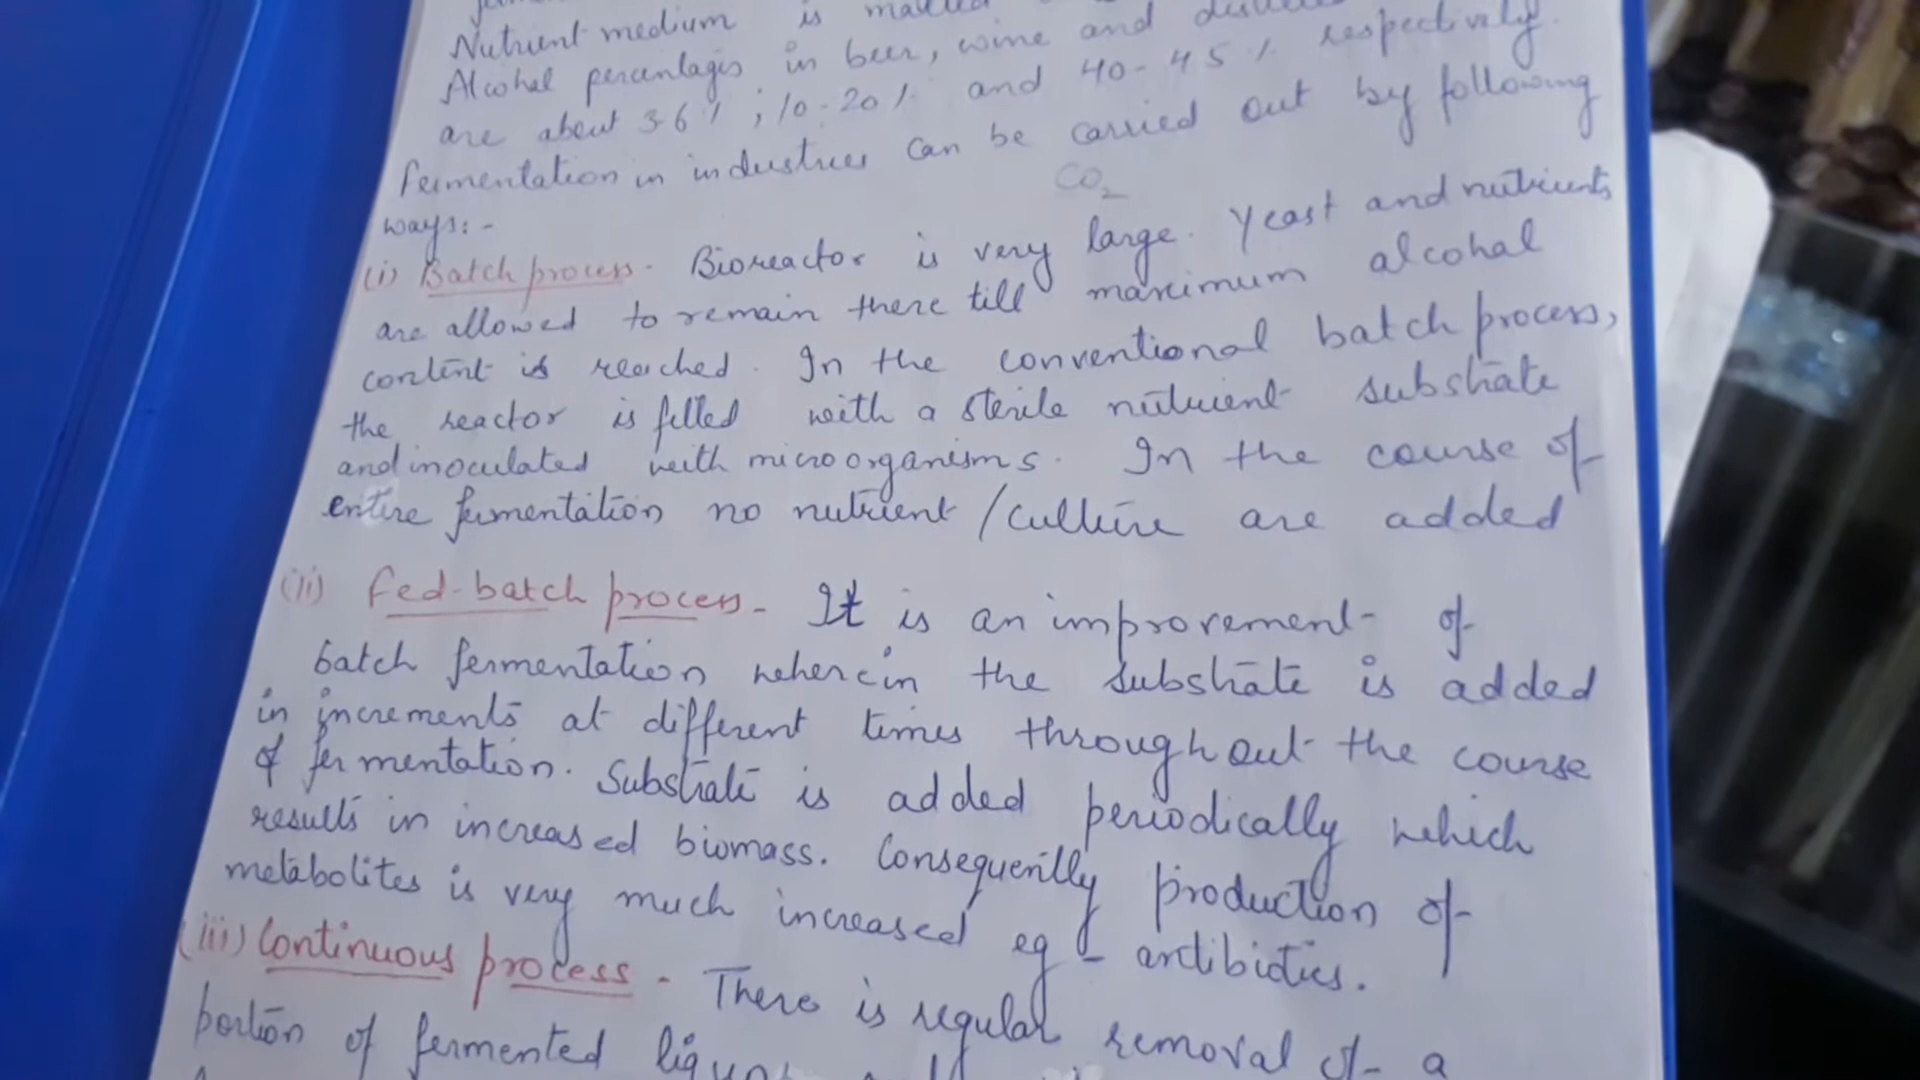 Nutrient medium is malted
Alcohal percentages in beer, wine and
are about 3-6%, 10-20% and 40-45% respectively.
Fermentation in industries can be carried out by following
CO2
ways:-
(i) Batch process - Bioreactor is very large. Yeast and nutrients
are allowed to remain there till maximum alcohal
content is reached. In the conventional batch process,
the reactor is filled with a sterile nutrient substrate
and inoculated with microorganisms. In the course of
entire fermentation no nutrient / culture are added
(ii) Fed-batch process - It is an improvement of
batch fermentation wherein the substrate is added
in increments at different times throughout the course
of fermentation. Substrate is added periodically which
results in increased biomass. Consequently production of
metabolites is very much increased eg - antibiotics.
(iii) Continuous process - There is regular removal of a
portion of fermented